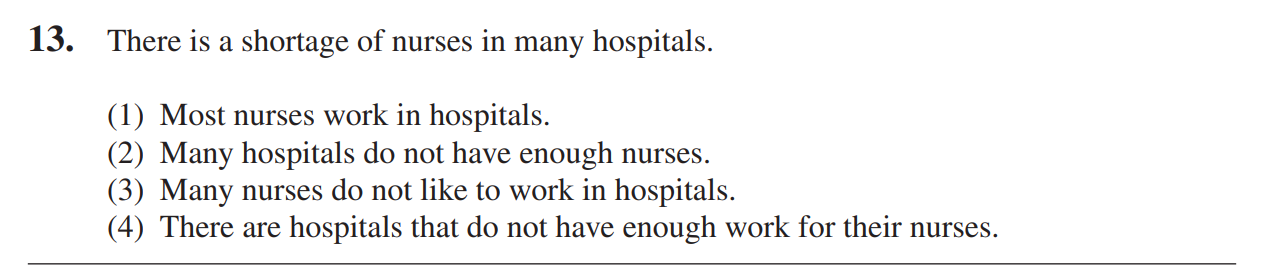 13. There is a shortage of nurses in many hospitals.
(1) Most nurses work in hospitals.
(2) Many hospitals do not have enough nurses.
(3) Many nurses do not like to work in hospitals.
(4) There are hospitals that do not have enough work for their nurses.